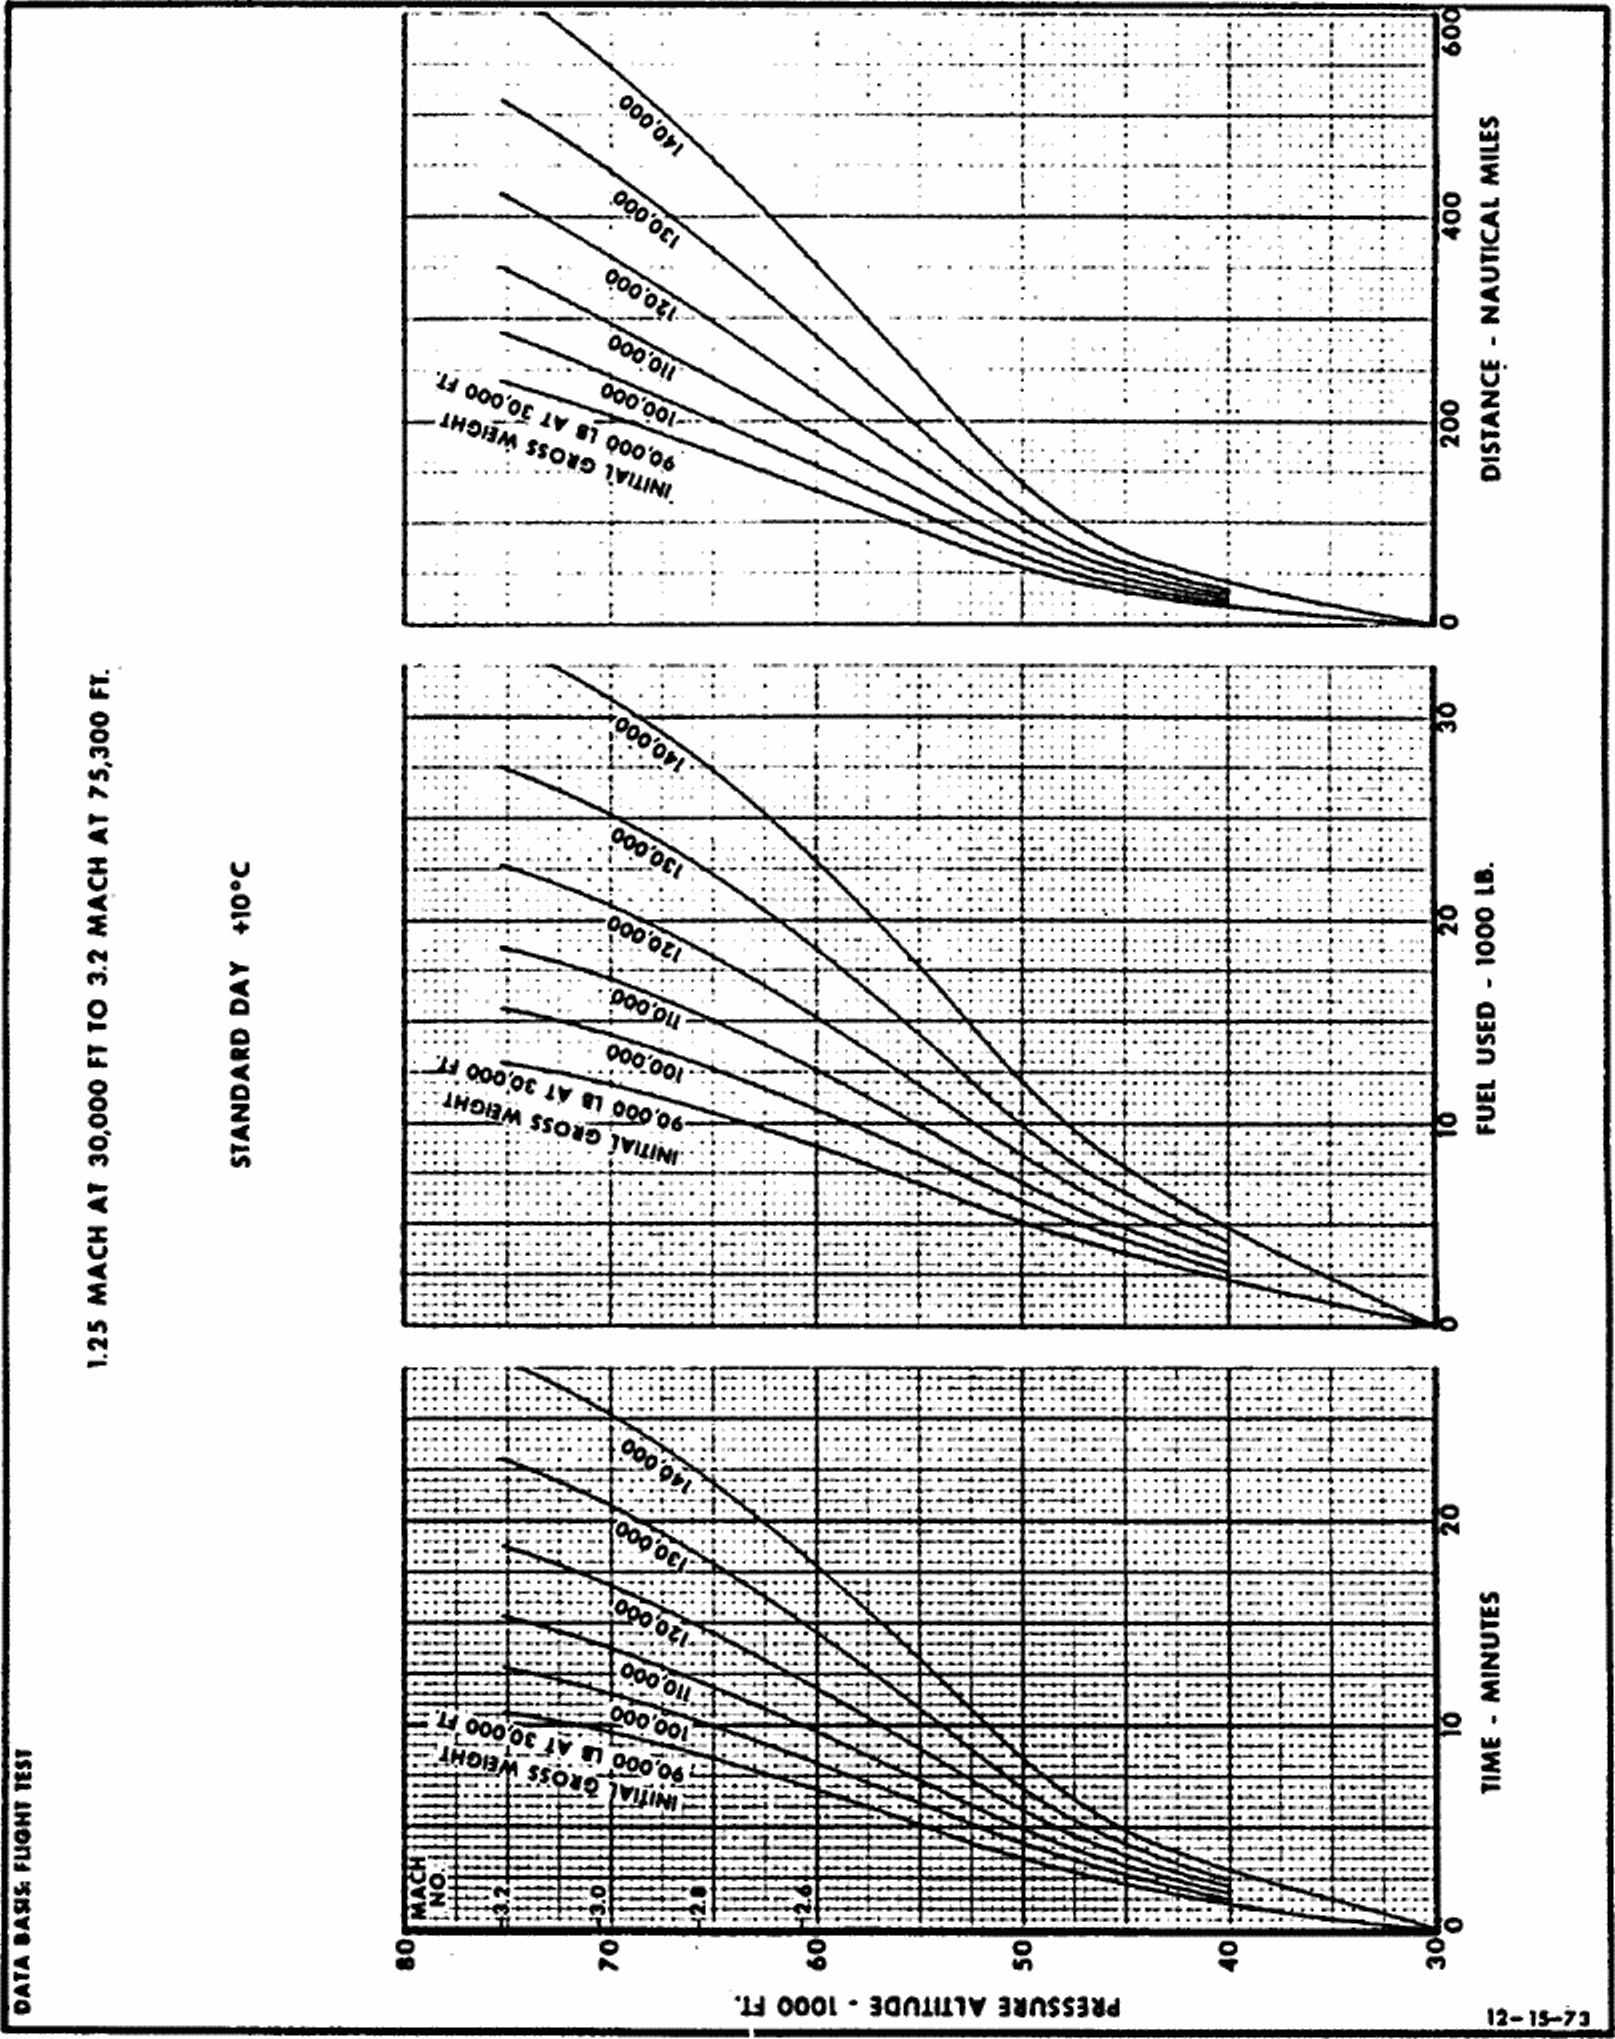 DATA BASIS: FLIGHT TEST
1.25 MACH AT 30,000 FT TO 3.2 MACH AT 75,300 FT.
STANDARD DAY +10°C
PRESSURE ALTITUDE - 1000 FT.
80
70
60
50
40
30
MACH
NO.
3.2
3.0
2.8
2.6
INITIAL GROSS WEIGHT
90,000 LB AT 30,000 FT.
100,000
110,000
120,000
130,000
140,000
0
10
20
TIME - MINUTES
INITIAL GROSS WEIGHT
90,000 LB AT 30,000 FT.
100,000
110,000
120,000
130,000
140,000
0
10
20
30
FUEL USED - 1000 LB.
INITIAL GROSS WEIGHT
90,000 LB AT 30,000 FT.
100,000
110,000
120,000
130,000
140,000
0
200
400
600
DISTANCE - NAUTICAL MILES
12-15-73